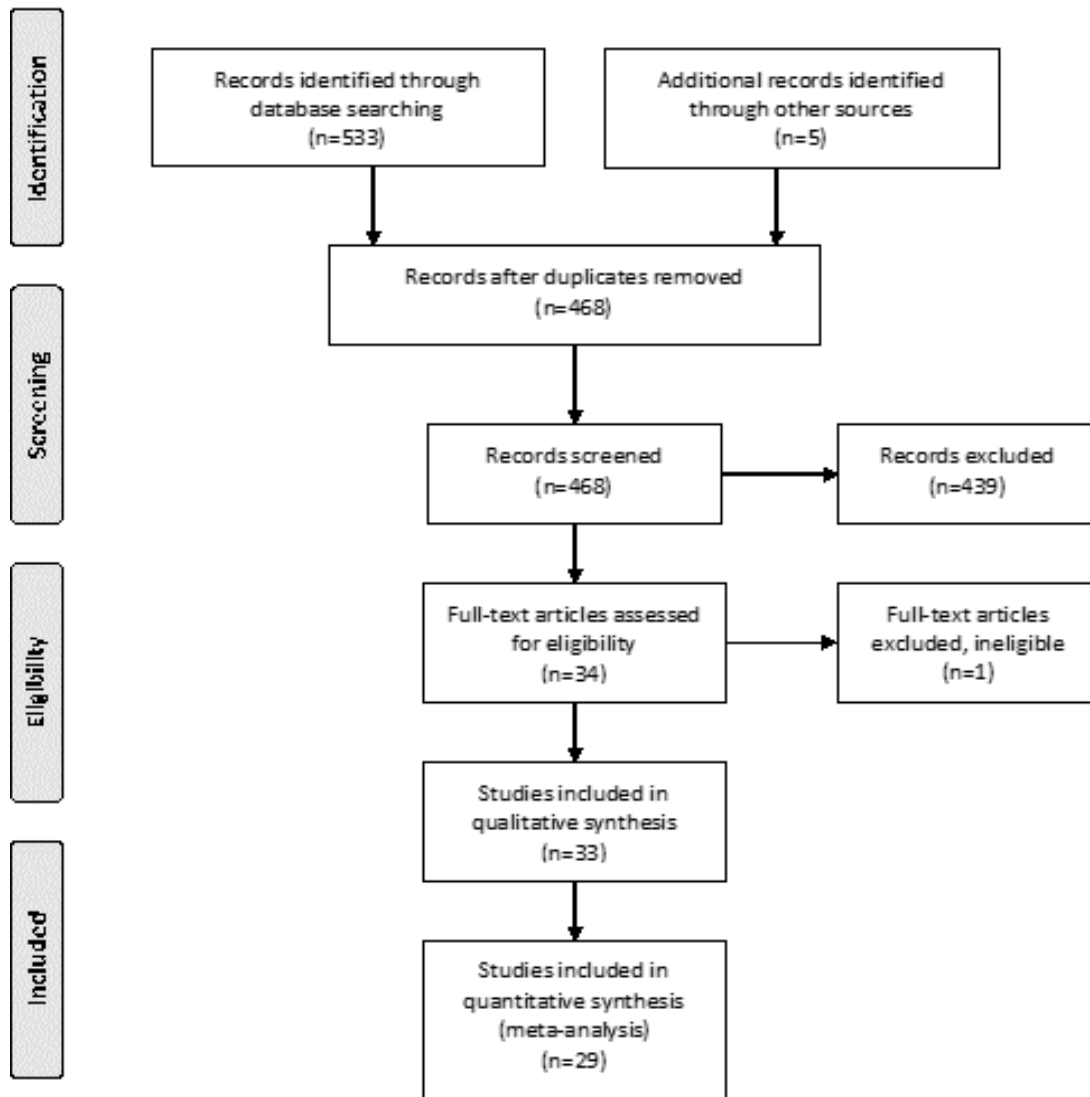 Identification
Records identified through
database searching
(n=533)
Additional records identified
through other sources
(n=5)
Records after duplicates removed
(n=468)
Screening
Records screened
(n=468)
Records excluded
(n=439)
Eligibility
Full-text articles assessed
for eligibility
(n=34)
Full-text articles
excluded, ineligible
(n=1)
Studies included in
qualitative synthesis
(n=33)
Included
Studies included in
quantitative synthesis
(meta-analysis)
(n=29)